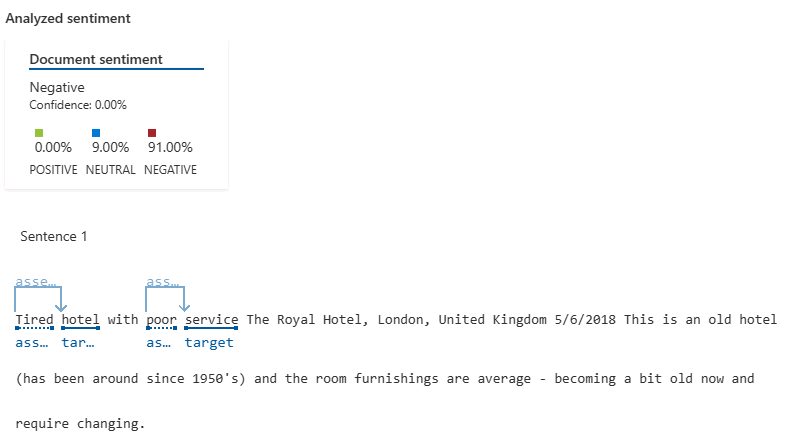 Analyzed sentiment
Document sentiment
Negative
Confidence: 0.00%
0.00% 9.00% 91.00%
POSITIVE NEUTRAL NEGATIVE
Sentence 1
asse... ass...
Tired hotel with poor service The Royal Hotel, London, United Kingdom 5/6/2018 This is an old hotel
ass... tar... as... target
(has been around since 1950's) and the room furnishings are average - becoming a bit old now and
require changing.